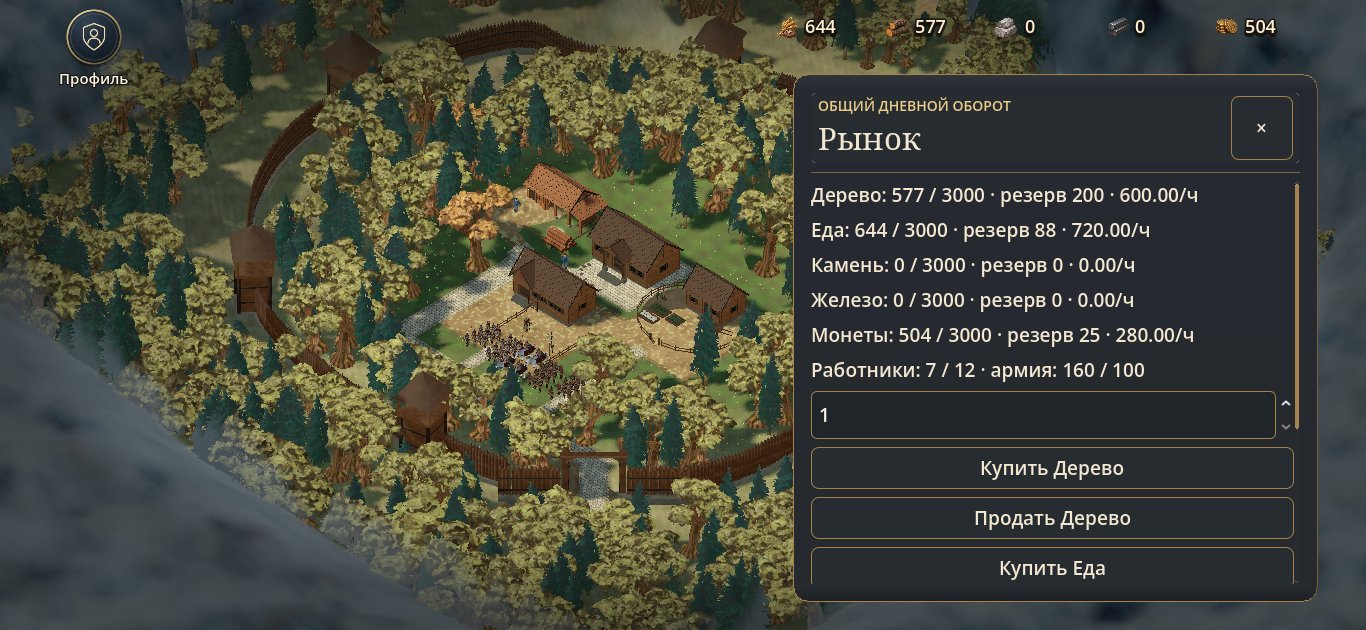 644 577 0 0 504
Профиль
ОБЩИЙ ДНЕВНОЙ ОБОРОТ
Рынок
×
Дерево: 577 / 3000 · резерв 200 · 600.00/ч
Еда: 644 / 3000 · резерв 88 · 720.00/ч
Камень: 0 / 3000 · резерв 0 · 0.00/ч
Железо: 0 / 3000 · резерв 0 · 0.00/ч
Монеты: 504 / 3000 · резерв 25 · 280.00/ч
Работники: 7 / 12 · армия: 160 / 100
1
Купить Дерево
Продать Дерево
Купить Еда